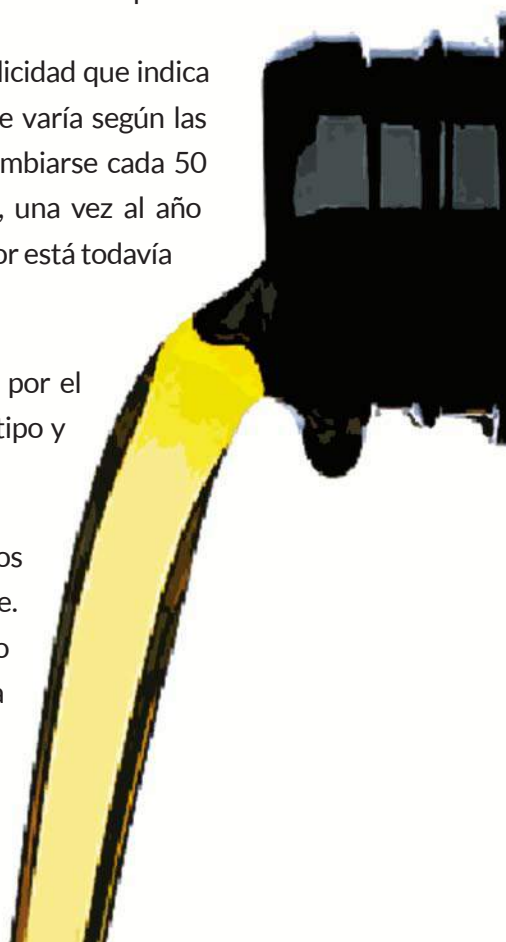 licidad que indica
e varía según las
mbiarse cada 50
, una vez al año
or está todavía
por el
tipo y
os
e.
o
a